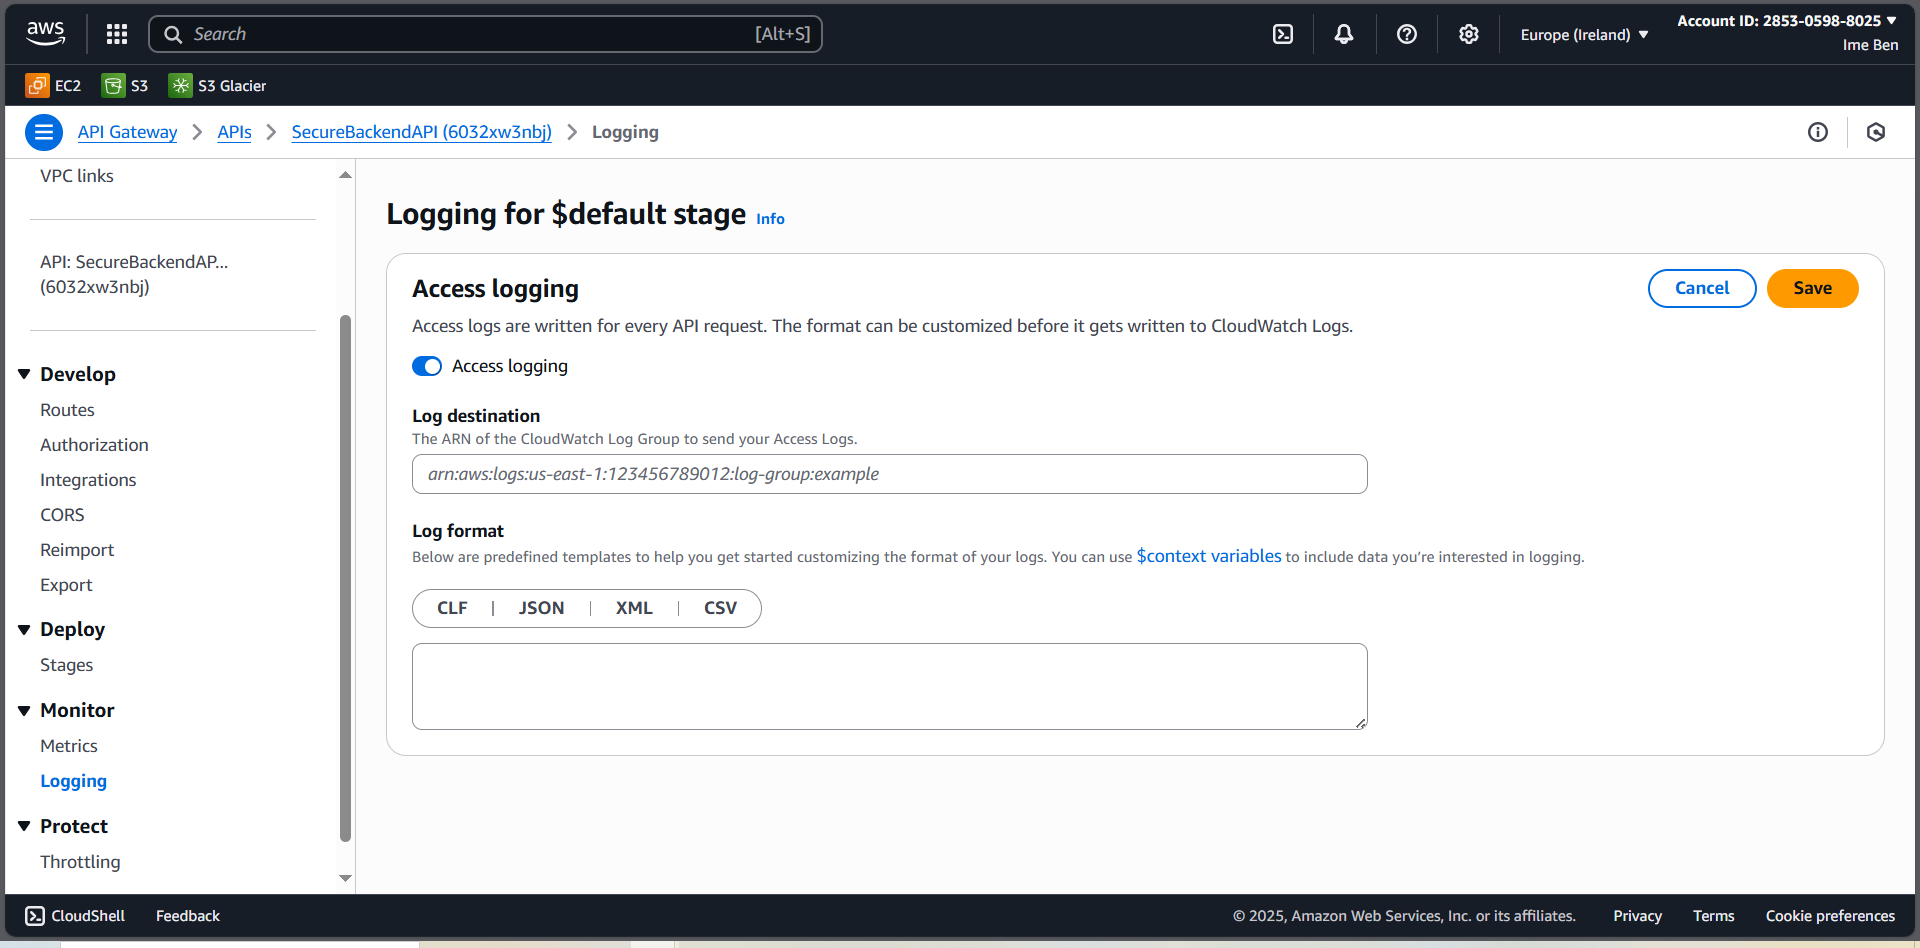 aws
Search [Alt+S]
Europe (Ireland) ▼
Account ID: 2853-0598-8025 ▼
Ime Ben
EC2 S3 S3 Glacier
API Gateway > APIs > SecureBackendAPI (6032xw3nbj) > Logging
VPC links
API: SecureBackendAP...
(6032xw3nbj)
Develop
Routes
Authorization
Integrations
CORS
Reimport
Export
Deploy
Stages
Monitor
Metrics
Logging
Protect
Throttling
Logging for $default stage Info
Access logging
Cancel Save
Access logs are written for every API request. The format can be customized before it gets written to CloudWatch Logs.
Access logging
Log destination
The ARN of the CloudWatch Log Group to send your Access Logs.
arn:aws:logs:us-east-1:123456789012:log-group:example
Log format
Below are predefined templates to help you get started customizing the format of your logs. You can use $context variables to include data you’re interested in logging.
CLF | JSON | XML | CSV
CloudShell Feedback
© 2025, Amazon Web Services, Inc. or its affiliates. Privacy Terms Cookie preferences